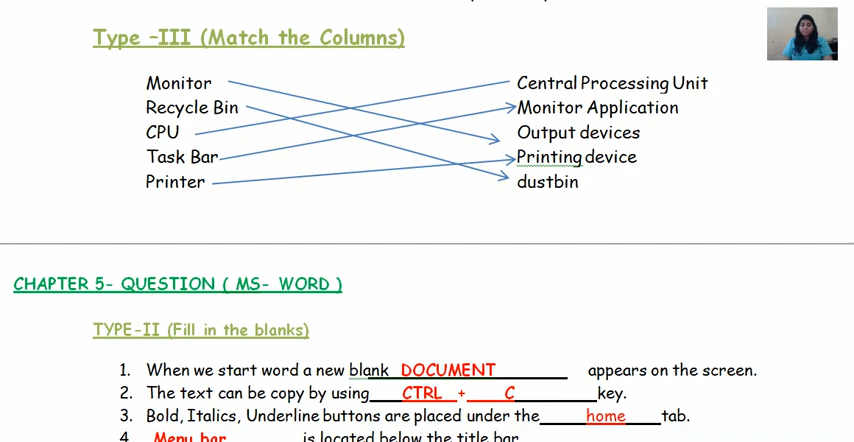 Type –III (Match the Columns)
Monitor Central Processing Unit
Recycle Bin Monitor Application
CPU Output devices
Task Bar Printing device
Printer dustbin
CHAPTER 5- QUESTION ( MS- WORD )
TYPE-II (Fill in the blanks)
1. When we start word a new blank DOCUMENT appears on the screen.
2. The text can be copy by using CTRL + C key.
3. Bold, Italics, Underline buttons are placed under the home tab.
4. Menu bar is located below the title bar